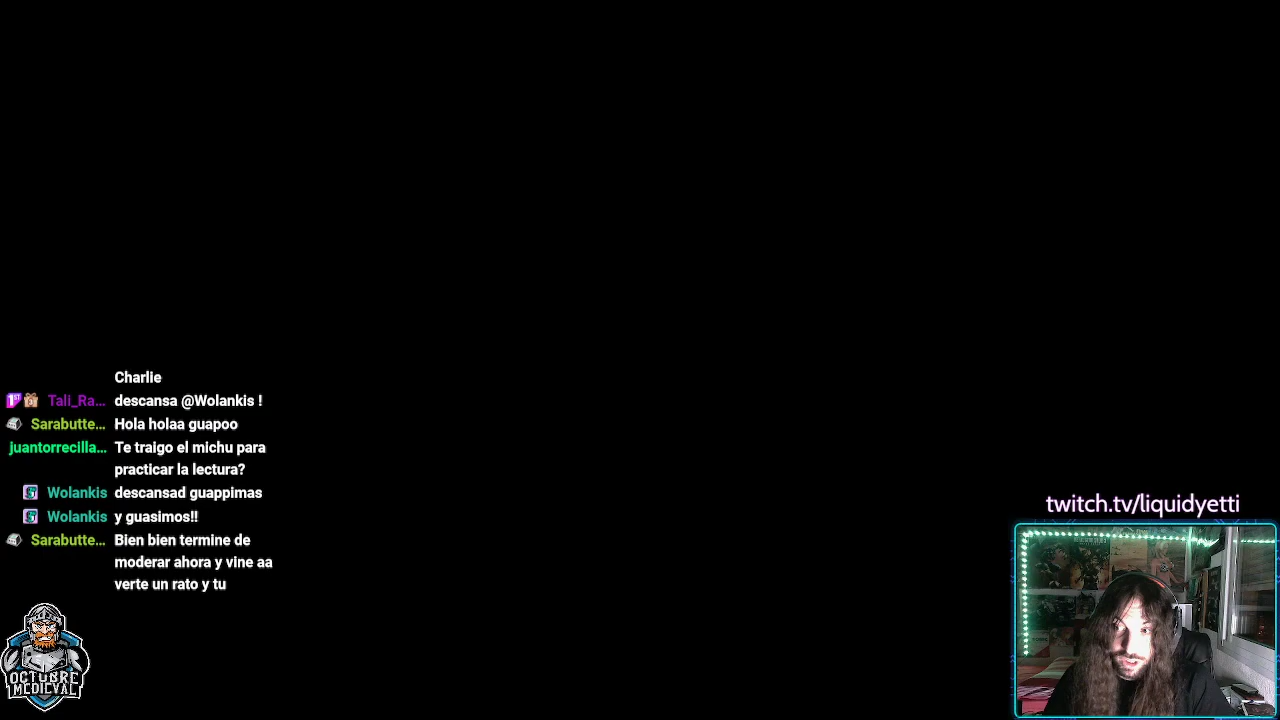 Charlie
Tali_Ra... descansa @Wolankis !
Sarabutte... Hola holaa guapoo
juantorrecilla... Te traigo el michu para
practicar la lectura?
Wolankis descansad guappimas
Wolankis y guasimos!!
Sarabutte... Bien bien termine de
moderar ahora y vine aa
verte un rato y tu
twitch.tv/liquidyetti
OCTUBRE
MEDIEVAL